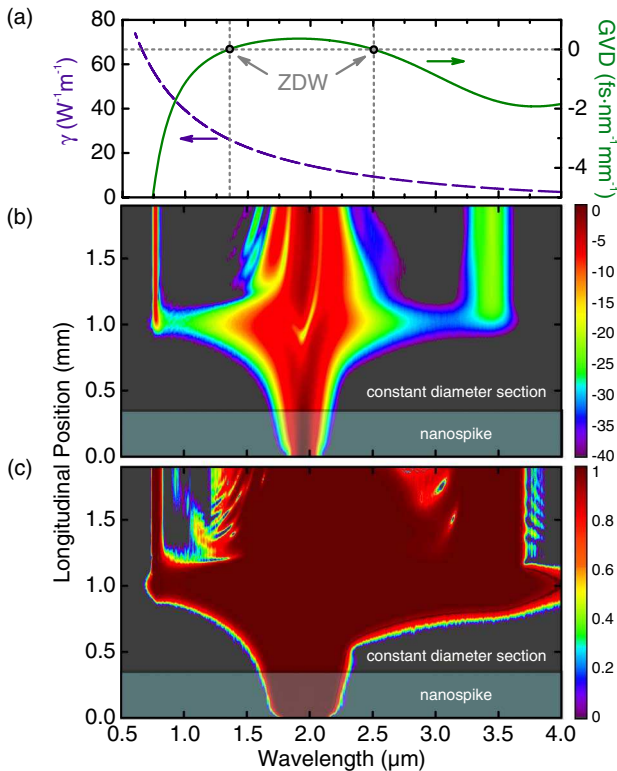 (a)
80
60
40
20
0
γ (W⁻¹m⁻¹)
ZDW
0
-2
-4
GVD (fs·nm⁻¹mm⁻¹)
(b)
1.5
1.0
0.5
0.0
constant diameter section
nanospike
0
-5
-10
-15
-20
-25
-30
-35
-40
Longitudinal Position (mm)
(c)
1.5
1.0
0.5
0.0
constant diameter section
nanospike
1
0.8
0.6
0.4
0.2
0
0.5 1.0 1.5 2.0 2.5 3.0 3.5 4.0
Wavelength (μm)